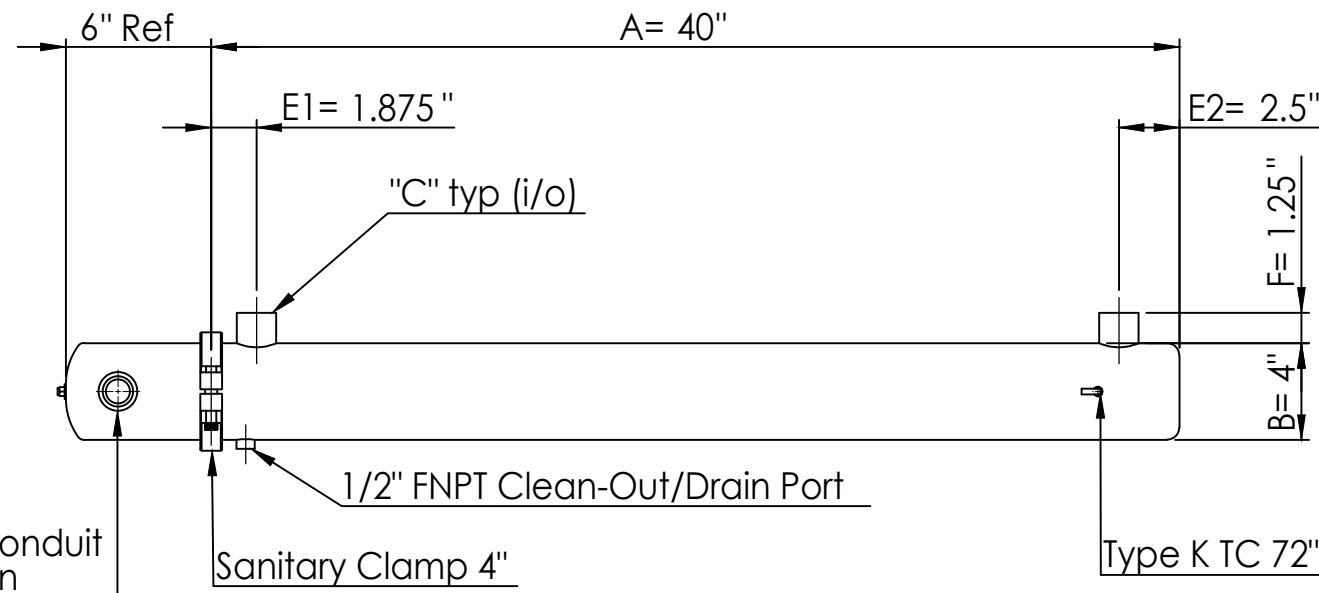 6" Ref
A= 40"
E1= 1.875"
E2= 2.5"
"C" typ (i/o)
F= 1.25"
B= 4"
1/2" FNPT Clean-Out/Drain Port
Sanitary Clamp 4"
Type K TC 72"